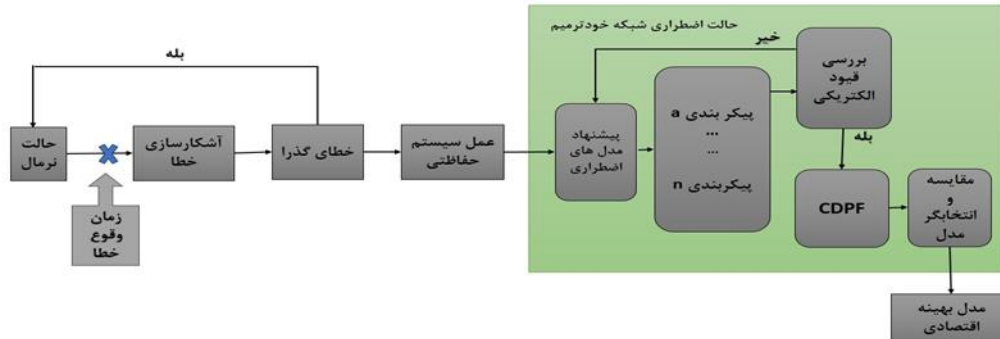 حالت اضطراری شبکه خودترمیم
بله
خیر
حالت
نرمال
آشکارسازی
خطا
خطای گذرا
عمل سیستم
حفاظتی
پیشنهاد
مدل های
اضطراری
پیکر بندی a
...
...
پیکربندی n
بررسی
قیود
الکتریکی
بله
CDPF
مقایسه
و
انتخابگر
مدل
زمان
وقوع
خطا
مدل بهینه
اقتصادی